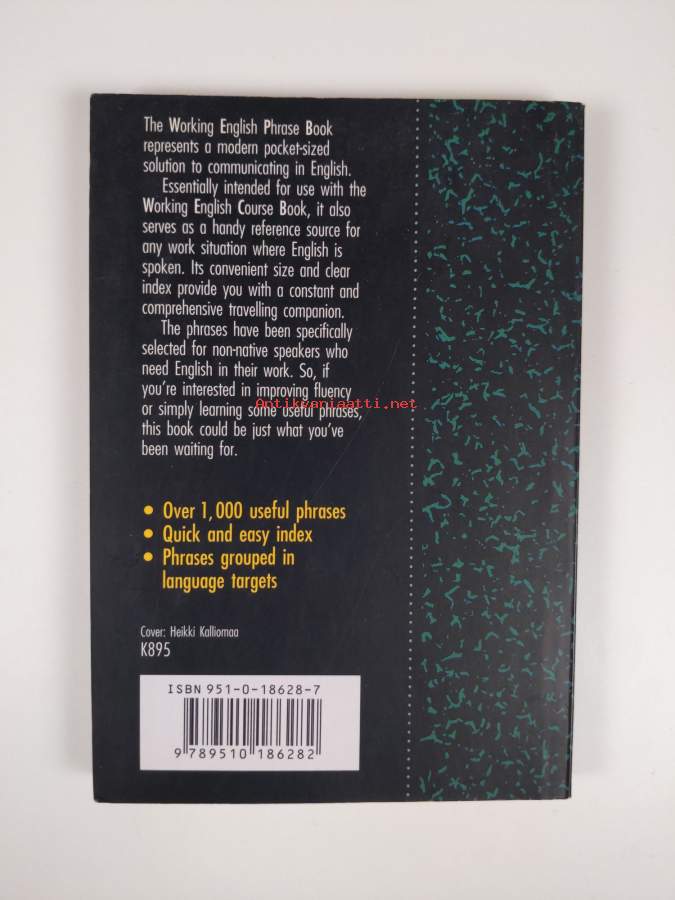 The Working English Phrase Book
represents a modern pocket-sized
solution to communicating in English.
Essentially intended for use with the
Working English Course Book, it also
serves as a handy reference source for
any work situation where English is
spoken. Its convenient size and clear
index provide you with a constant and
comprehensive travelling companion.
The phrases have been specifically
selected for non-native speakers who
need English in their work. So, if
you're interested in improving fluency
or simply learning some useful phrases,
this book could be just what you've
been waiting for.
Antikvariaatti.net
• Over 1,000 useful phrases
• Quick and easy index
• Phrases grouped in
language targets
Cover: Heikki Kalliomaa
K895
ISBN 951-0-18628-7
9 789510 186282